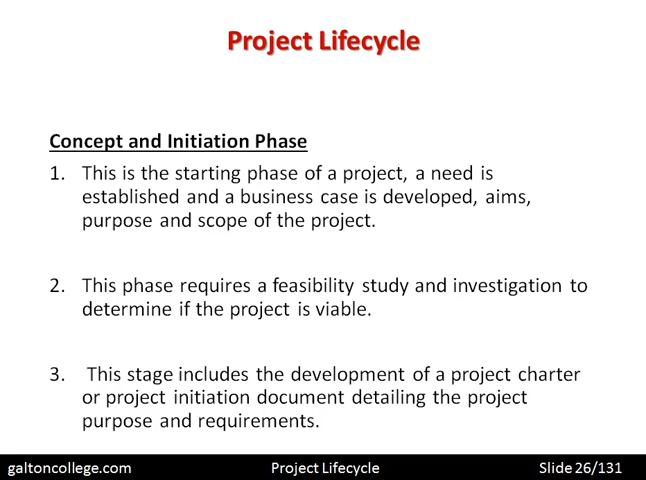 Project Lifecycle
Concept and Initiation Phase
1. This is the starting phase of a project, a need is
established and a business case is developed, aims,
purpose and scope of the project.
2. This phase requires a feasibility study and investigation to
determine if the project is viable.
3. This stage includes the development of a project charter
or project initiation document detailing the project
purpose and requirements.
galtoncollege.com Project Lifecycle Slide 26/131